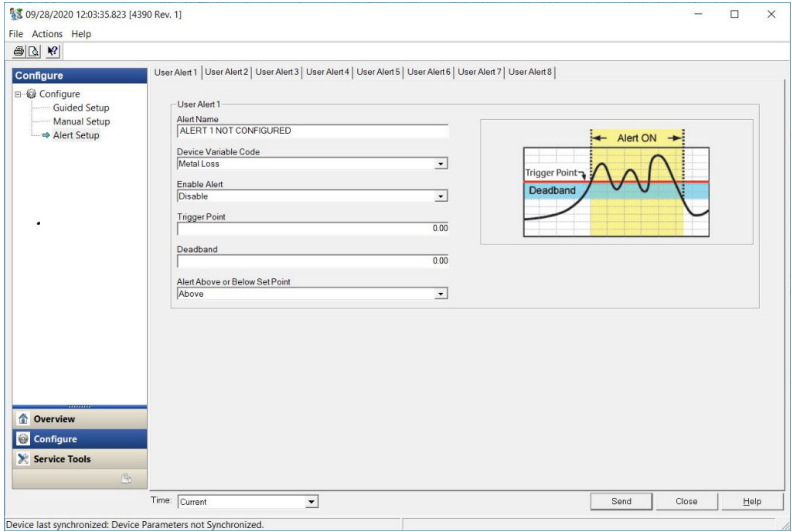 09/28/2020 12:03:35.823 [4390 Rev. 1]
File Actions Help
Configure
Configure
Guided Setup
Manual Setup
Alert Setup
Overview
Configure
Service Tools
User Alert 1 User Alert 2 User Alert 3 User Alert 4 User Alert 5 User Alert 6 User Alert 7 User Alert 8
User Alert 1
Alert Name
ALERT 1 NOT CONFIGURED
Device Variable Code
Metal Loss
Enable Alert
Disable
Trigger Point
0.00
Deadband
0.00
Alert Above or Below Set Point
Above
Alert ON
Trigger Point
Deadband
Time: Current
Send Close Help
Device last synchronized: Device Parameters not Synchronized.